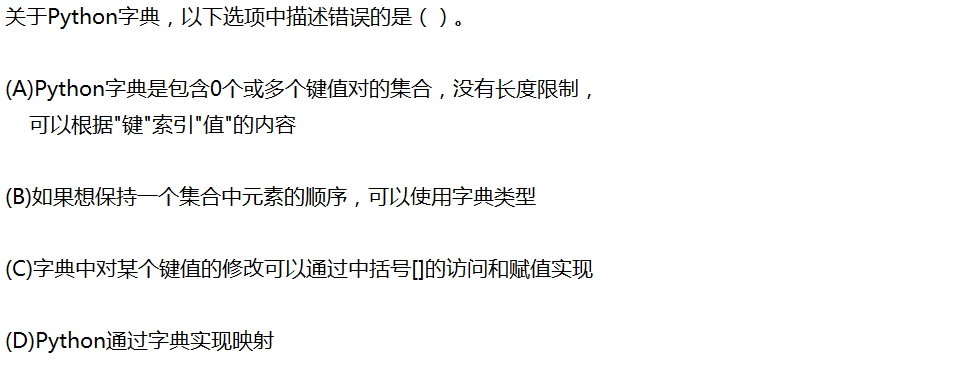 关于Python字典，以下选项中描述错误的是（ ）。
(A)Python字典是包含0个或多个键值对的集合，没有长度限制，
可以根据"键"索引"值"的内容
(B)如果想保持一个集合中元素的顺序，可以使用字典类型
(C)字典中对某个键值的修改可以通过中括号[]的访问和赋值实现
(D)Python通过字典实现映射